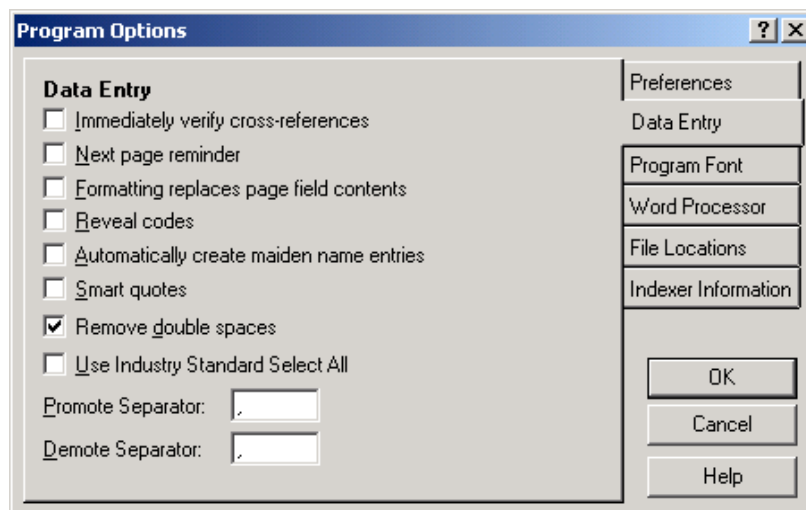 Program Options
Data Entry
Immediately verify cross-references
Next page reminder
Formatting replaces page field contents
Reveal codes
Automatically create maiden name entries
Smart quotes
Remove double spaces
Use Industry Standard Select All
Promote Separator: ,
Demote Separator: ,
Preferences
Data Entry
Program Font
Word Processor
File Locations
Indexer Information
OK
Cancel
Help